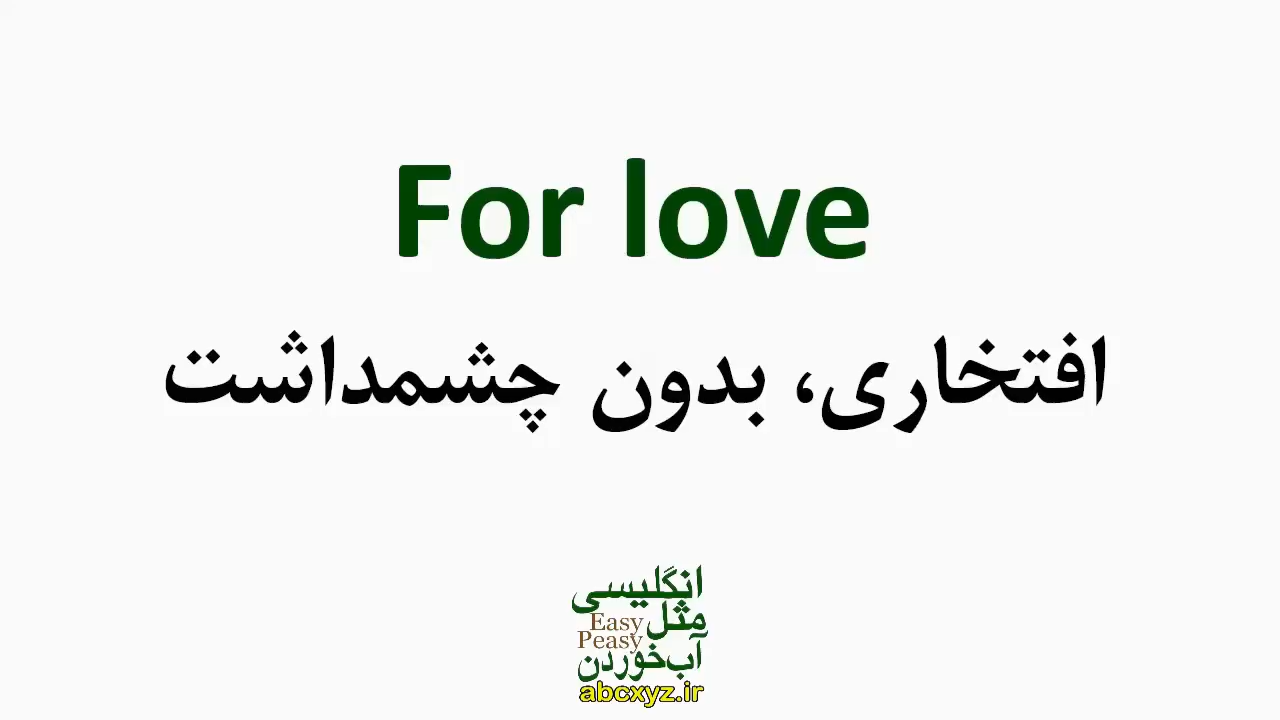 For love
افتخاری، بدون چشمداشت
انگلیسی
مثل Easy
Peasy
آب‌خوردن
abcxyz.ir